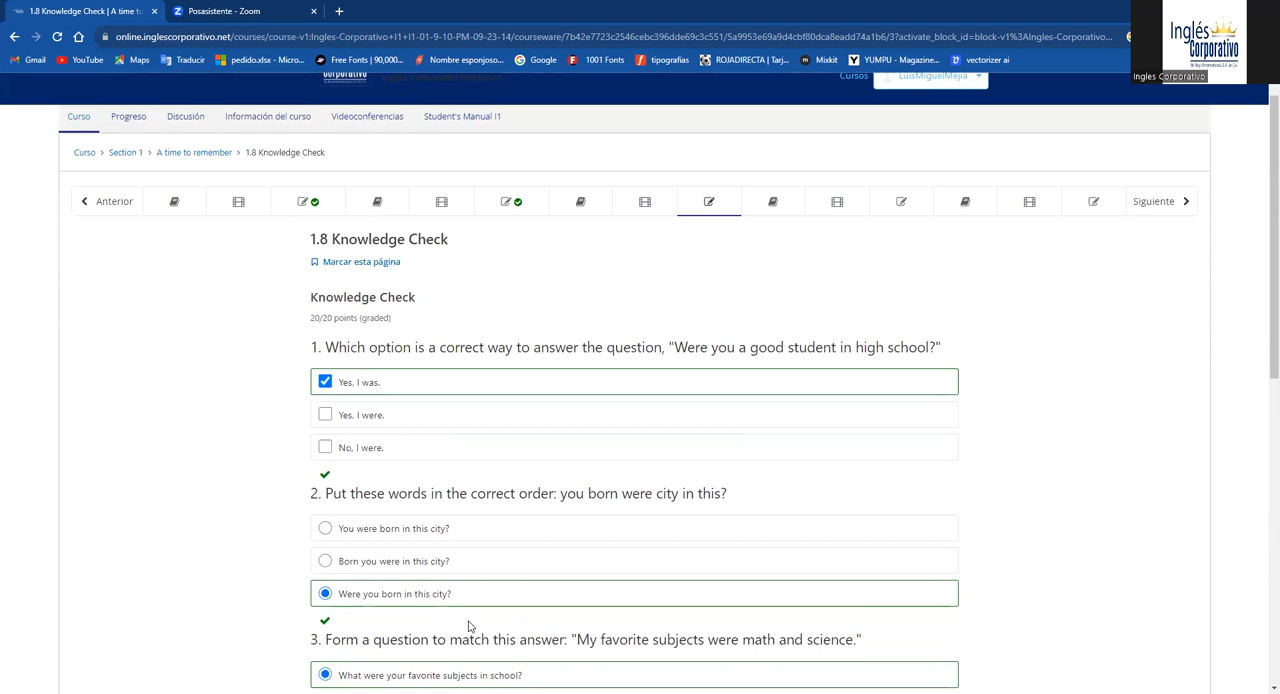 1.8 Knowledge Check | A time to
Posasistente - Zoom
online.inglescorporativo.net/courses/course-v1:Ingles-Corporativo+I1+I1-01-9-10-PM-09-23-14/courseware/7b42e7723c2546cebc396dde69c3c551/5a9953e69a9d4cbf80dca8eadd74a1b6/3?activate_block_id=block-v1%3AIngles-Corporativo...
Gmail
YouTube
Maps
Traducir
pedido.xlsx - Micro...
Free Fonts | 90,000...
Nombre esponjoso...
Google
1001 Fonts
tipografias
ROJADIRECTA | Tarj...
Mixkit
YUMPU - Magazine...
vectorizer ai
Inglés
Corporativo
Ingles Corporativo
Cursos
LuisMiguelMejia
Curso
Progreso
Discusión
Información del curso
Videoconferencias
Student's Manual I1
Curso > Section 1 > A time to remember > 1.8 Knowledge Check
Anterior
Siguiente
1.8 Knowledge Check
Marcar esta página
Knowledge Check
20/20 points (graded)
1. Which option is a correct way to answer the question, "Were you a good student in high school?"
Yes, I was.
Yes, I were.
No, I were.
2. Put these words in the correct order: you born were city in this?
You were born in this city?
Born you were in this city?
Were you born in this city?
3. Form a question to match this answer: "My favorite subjects were math and science."
What were your favorite subjects in school?